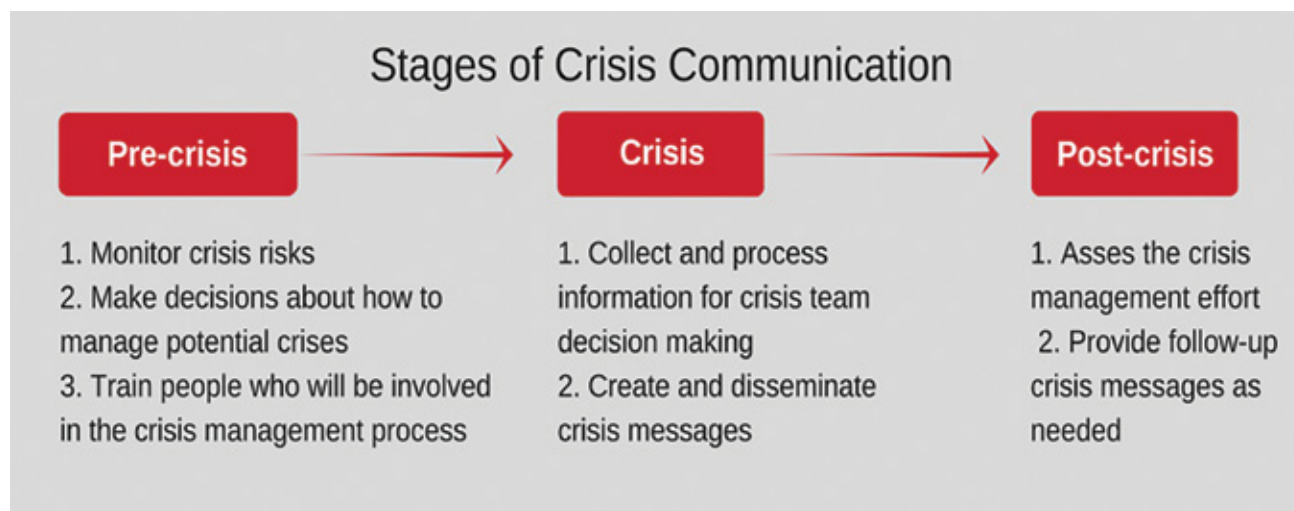 Stages of Crisis Communication
Pre-crisis
Crisis
Post-crisis
1. Monitor crisis risks
2. Make decisions about how to
manage potential crises
3. Train people who will be involved
in the crisis management process
1. Collect and process
information for crisis team
decision making
2. Create and disseminate
crisis messages
1. Asses the crisis
management effort
2. Provide follow-up
crisis messages as
needed